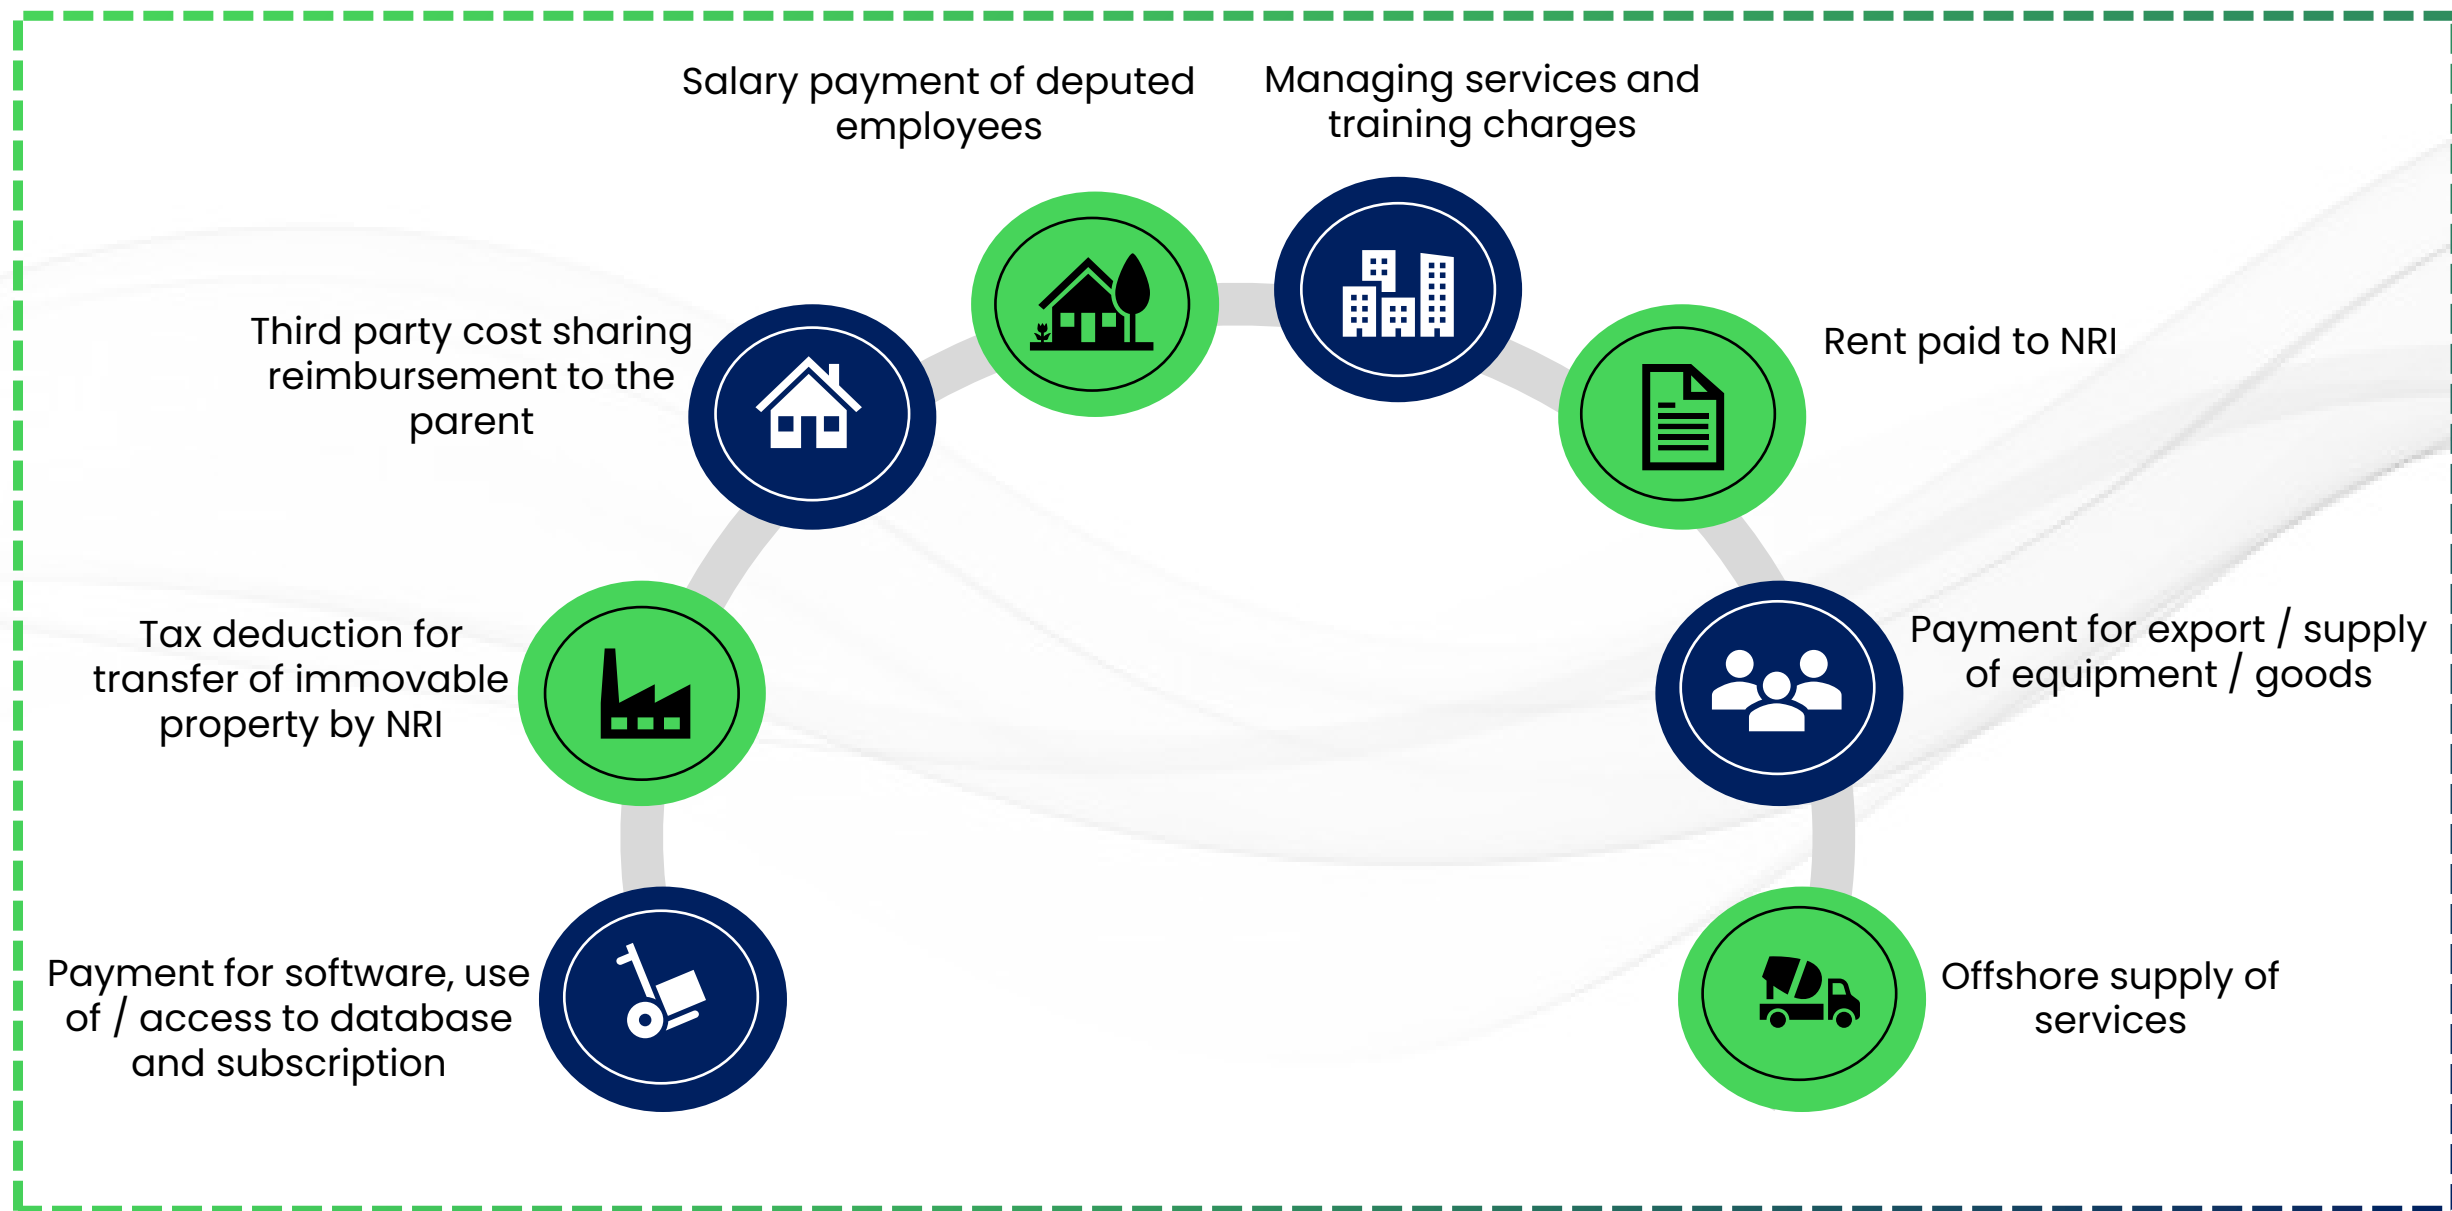 Salary payment of deputed
employees
Managing services and
training charges
Third party cost sharing
reimbursement to the
parent
Rent paid to NRI
Tax deduction for
transfer of immovable
property by NRI
Payment for export / supply
of equipment / goods
Payment for software, use
of / access to database
and subscription
Offshore supply of
services